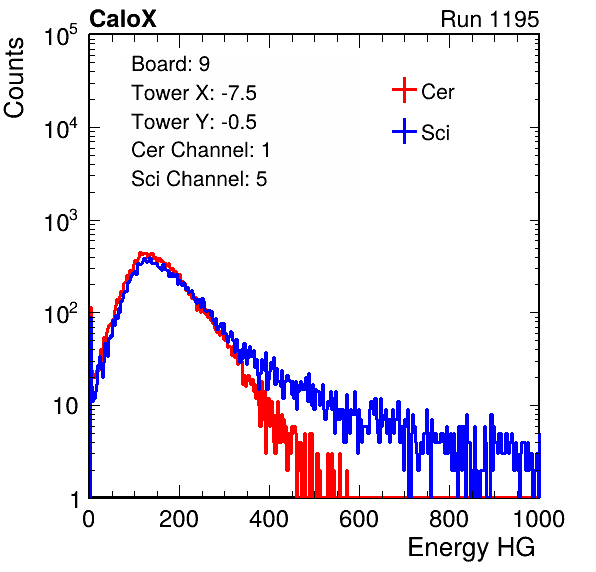 CaloX Run 1195
Board: 9
Tower X: -7.5
Tower Y: -0.5
Cer Channel: 1
Sci Channel: 5
Cer
Sci
Counts
10^5
10^4
10^3
10^2
10
1
0 200 400 600 800 1000
Energy HG